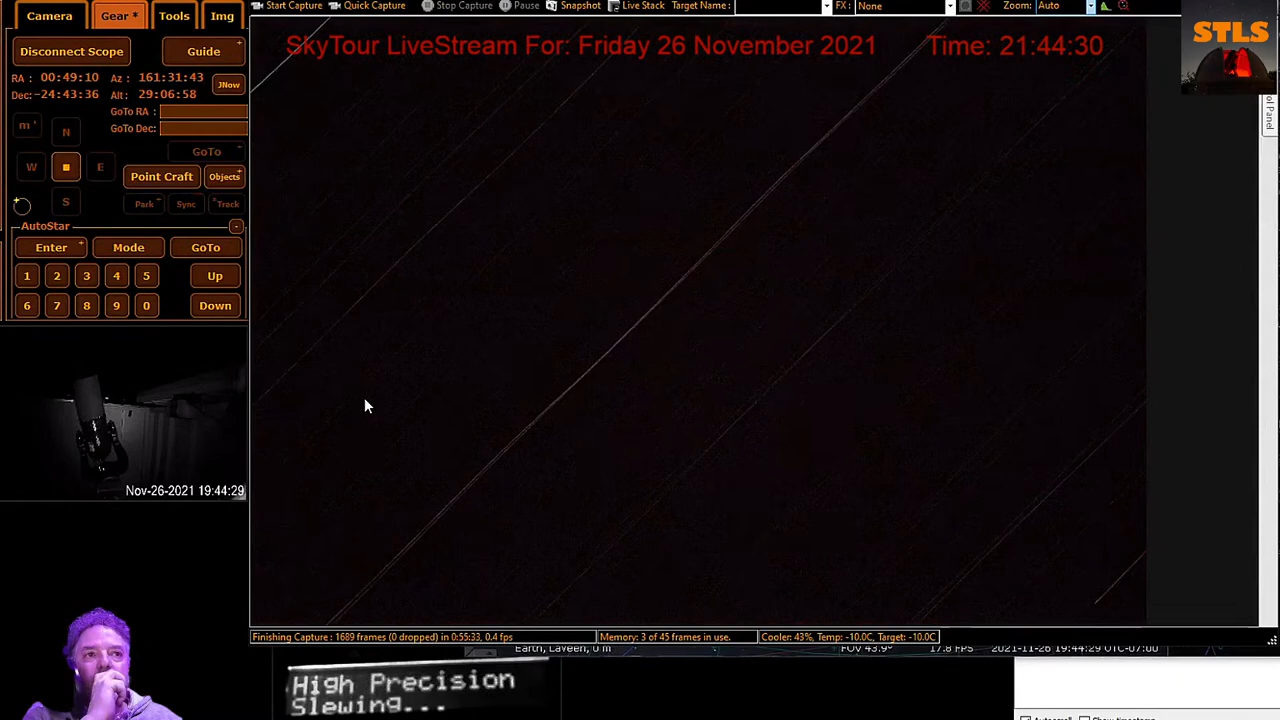 Camera Gear * Tools Img
Start Capture Quick Capture Stop Capture Pause Snapshot Live Stack Target Name : FX : None Zoom: Auto
SkyTour LiveStream For: Friday 26 November 2021 Time: 21:44:30
STLS
Disconnect Scope Guide
RA : 00:49:10 Az : 161:31:43
Dec:-24:43:36 Alt : 29:06:58
JNow
GoTo RA :
GoTo Dec:
m ' N
GoTo
W E Point Craft Objects
S Park Sync Track
AutoStar
Enter Mode GoTo
1 2 3 4 5 Up
6 7 8 9 0 Down
Nov-26-2021 19:44:29
Finishing Capture : 1689 frames (0 dropped) in 0:55:33, 0.4 fps Memory: 3 of 45 frames in use. Cooler: 43%, Temp: -10.0C, Target: -10.0C
Earth, Laveen, 0 m FOV 43.9° 17.8 FPS 2021-11-26 19:44:29 UTC-07:00
High Precision
Slewing...